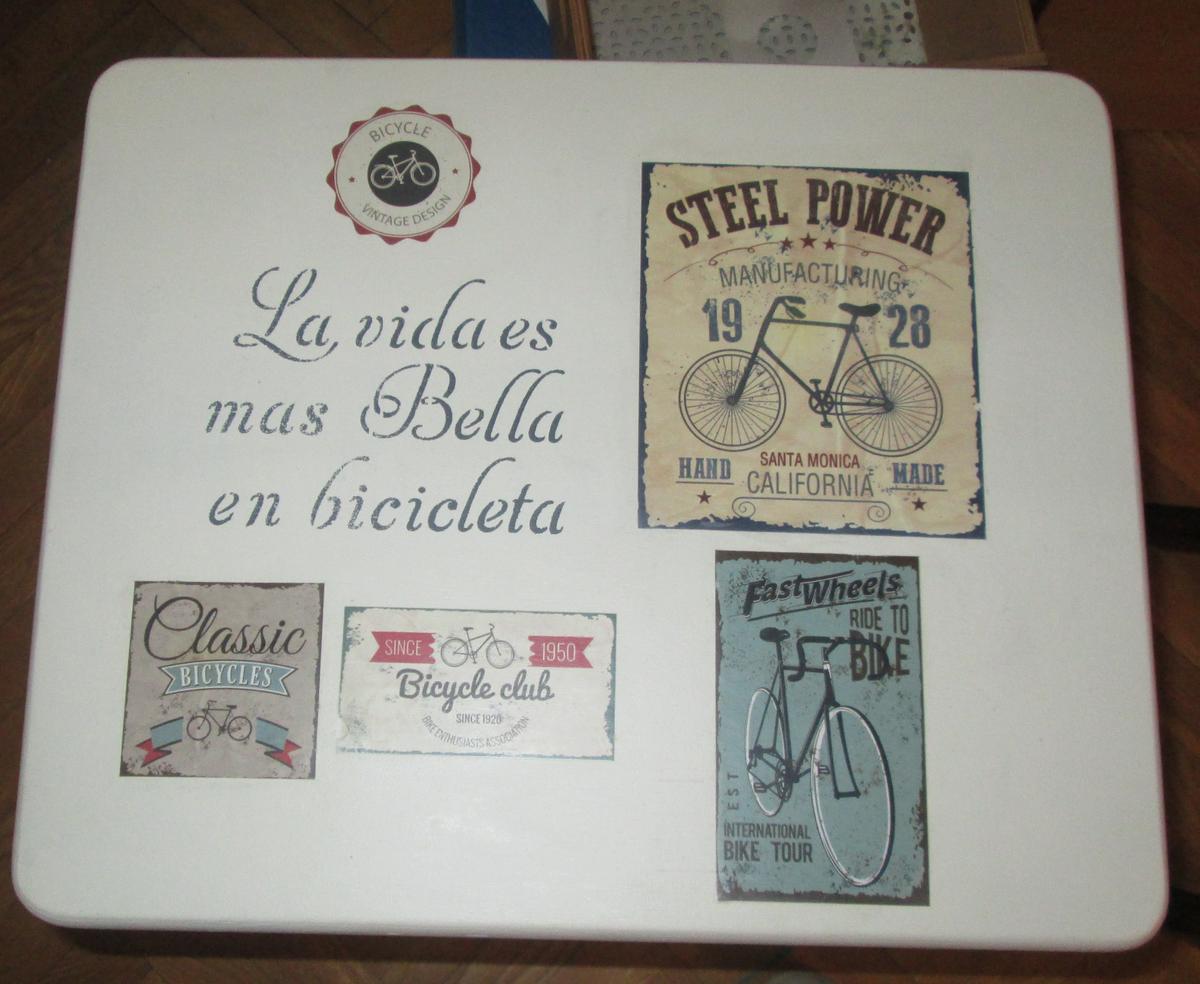 BICYCLE
VINTAGE DESIGN
La vida es
mas Bella
en bicicleta
STEEL POWER
MANUFACTURING
19 28
HAND MADE
SANTA MONICA
CALIFORNIA
Classic
BICYCLES
SINCE 1950
Bicycle club
SINCE 1920
BIKE ENTHUSIASTS ASSOCIATION
FastWheels
RIDE TO
BIKE
EST
INTERNATIONAL
BIKE TOUR